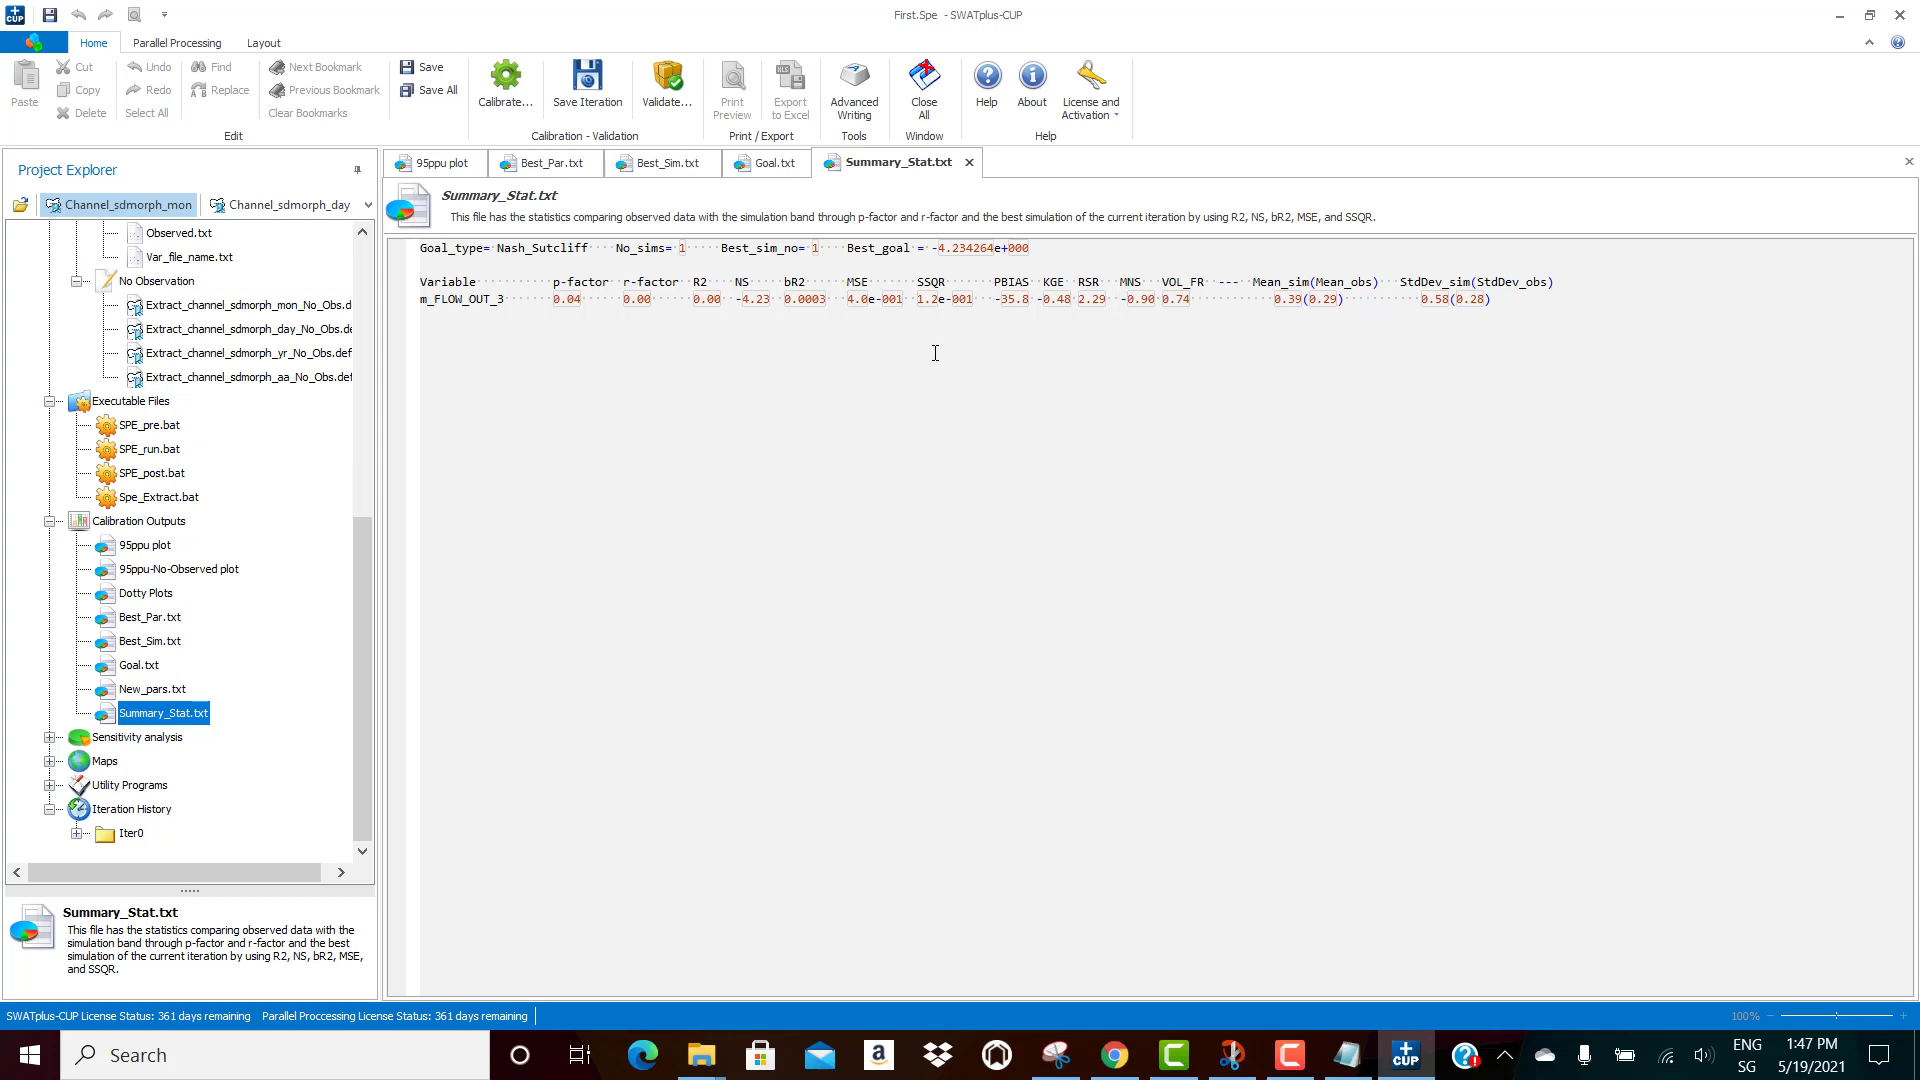 First.Spe - SWATplus-CUP
Home Parallel Processing Layout
Paste
Cut
Copy
Delete
Undo
Redo
Select All
Find
Replace
Next Bookmark
Previous Bookmark
Clear Bookmarks
Edit
Save
Save All
Calibrate...
Save Iteration
Validate...
Calibration - Validation
Print
Preview
Export
to Excel
Print / Export
Advanced
Writing
Tools
Close
All
Window
Help
About
License and
Activation
Help
Project Explorer
Channel_sdmorph_mon Channel_sdmorph_day
Observed.txt
Var_file_name.txt
No Observation
Extract_channel_sdmorph_mon_No_Obs.d
Extract_channel_sdmorph_day_No_Obs.de
Extract_channel_sdmorph_yr_No_Obs.def
Extract_channel_sdmorph_aa_No_Obs.def
Executable Files
SPE_pre.bat
SPE_run.bat
SPE_post.bat
Spe_Extract.bat
Calibration Outputs
95ppu plot
95ppu-No-Observed plot
Dotty Plots
Best_Par.txt
Best_Sim.txt
Goal.txt
New_pars.txt
Summary_Stat.txt
Sensitivity analysis
Maps
Utility Programs
Iteration History
Iter0
Summary_Stat.txt
This file has the statistics comparing observed data with the
simulation band through p-factor and r-factor and the best
simulation of the current iteration by using R2, NS, bR2, MSE,
and SSQR.
95ppu plot Best_Par.txt Best_Sim.txt Goal.txt Summary_Stat.txt
Summary_Stat.txt
This file has the statistics comparing observed data with the simulation band through p-factor and r-factor and the best simulation of the current iteration by using R2, NS, bR2, MSE, and SSQR.
Goal_type= Nash_Sutcliff No_sims= 1 Best_sim_no= 1 Best_goal = -4.234264e+000
Variable p-factor r-factor R2 NS bR2 MSE SSQR PBIAS KGE RSR MNS VOL_FR --- Mean_sim(Mean_obs) StdDev_sim(StdDev_obs)
m_FLOW_OUT_3 0.04 0.00 0.00 -4.23 0.0003 4.0e-001 1.2e-001 -35.8 -0.48 2.29 -0.90 0.74 0.39(0.29) 0.58(0.28)
SWATplus-CUP License Status: 361 days remaining Parallel Proccessing License Status: 361 days remaining
100%
Search
CUP
ENG
SG
1:47 PM
5/19/2021